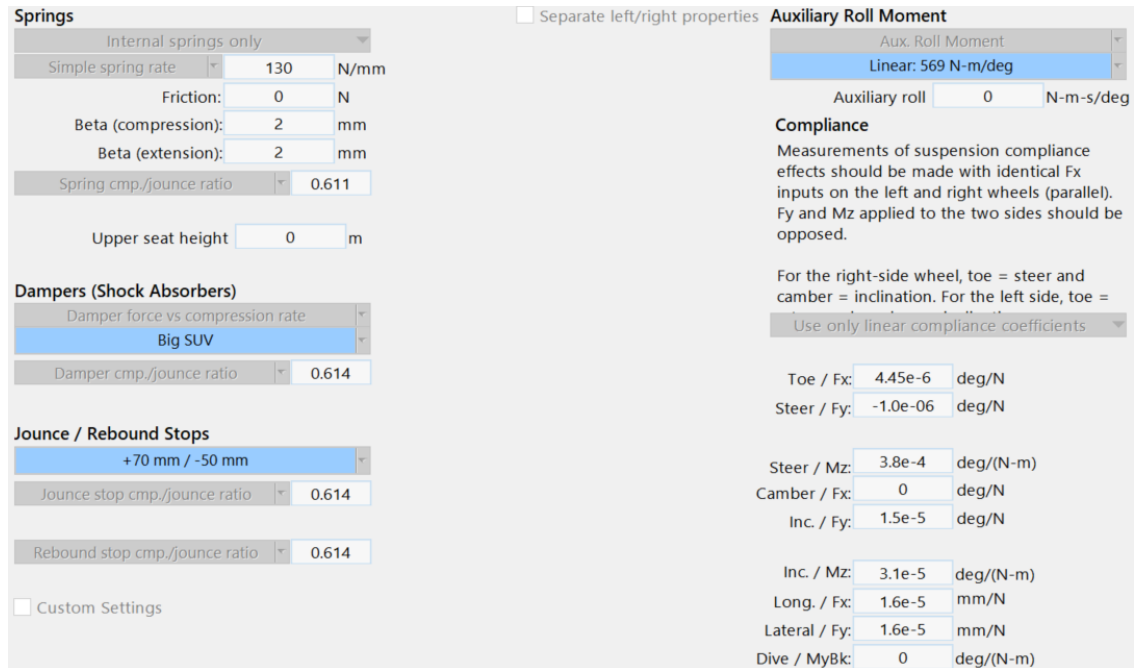 Springs
Internal springs only
Simple spring rate 130 N/mm
Friction: 0 N
Beta (compression): 2 mm
Beta (extension): 2 mm
Spring cmp./jounce ratio 0.611
Upper seat height 0 m
Dampers (Shock Absorbers)
Damper force vs compression rate
Big SUV
Damper cmp./jounce ratio 0.614
Jounce / Rebound Stops
+70 mm / -50 mm
Jounce stop cmp./jounce ratio 0.614
Rebound stop cmp./jounce ratio 0.614
Custom Settings
Separate left/right properties
Auxiliary Roll Moment
Aux. Roll Moment
Linear: 569 N-m/deg
Auxiliary roll 0 N-m-s/deg
Compliance
Measurements of suspension compliance
effects should be made with identical Fx
inputs on the left and right wheels (parallel).
Fy and Mz applied to the two sides should be
opposed.
For the right-side wheel, toe = steer and
camber = inclination. For the left side, toe =
Use only linear compliance coefficients
Toe / Fx: 4.45e-6 deg/N
Steer / Fy: -1.0e-06 deg/N
Steer / Mz: 3.8e-4 deg/(N-m)
Camber / Fx: 0 deg/N
Inc. / Fy: 1.5e-5 deg/N
Inc. / Mz: 3.1e-5 deg/(N-m)
Long. / Fx: 1.6e-5 mm/N
Lateral / Fy: 1.6e-5 mm/N
Dive / MyBk: 0 deg/(N-m)